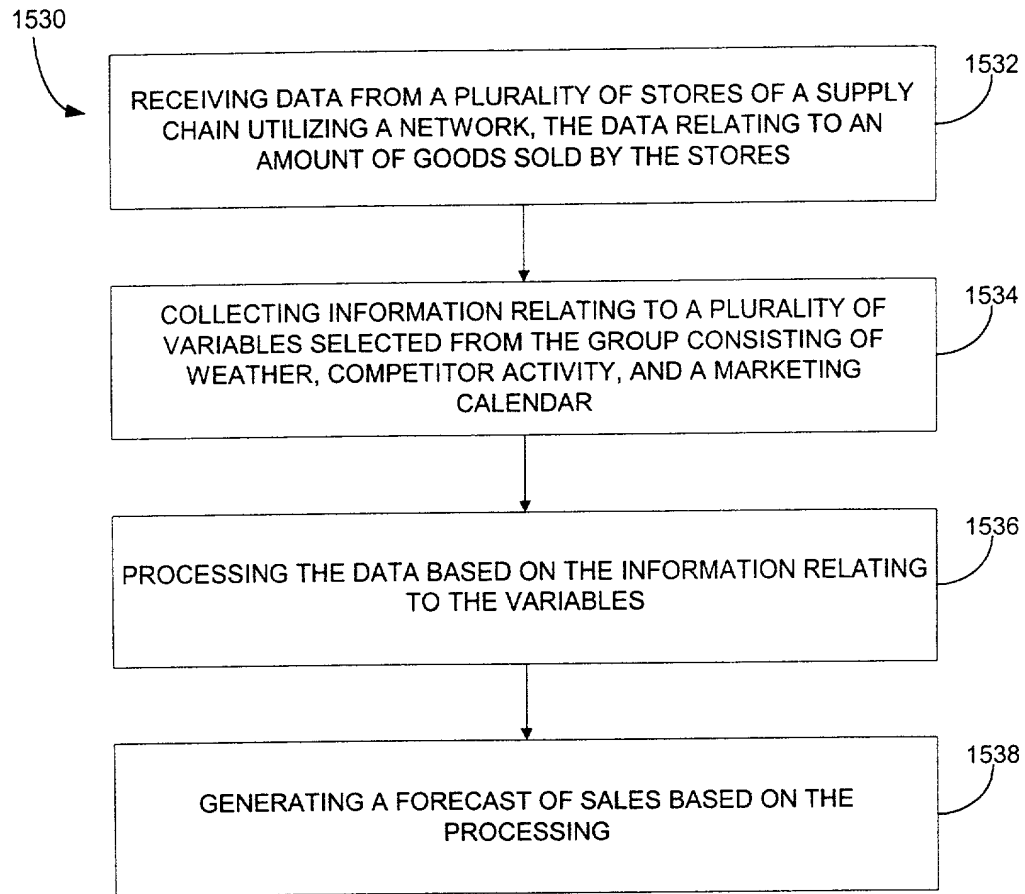 1530
1532
RECEIVING DATA FROM A PLURALITY OF STORES OF A SUPPLY
CHAIN UTILIZING A NETWORK, THE DATA RELATING TO AN
AMOUNT OF GOODS SOLD BY THE STORES
1534
COLLECTING INFORMATION RELATING TO A PLURALITY OF
VARIABLES SELECTED FROM THE GROUP CONSISTING OF
WEATHER, COMPETITOR ACTIVITY, AND A MARKETING
CALENDAR
1536
PROCESSING THE DATA BASED ON THE INFORMATION RELATING
TO THE VARIABLES
1538
GENERATING A FORECAST OF SALES BASED ON THE
PROCESSING